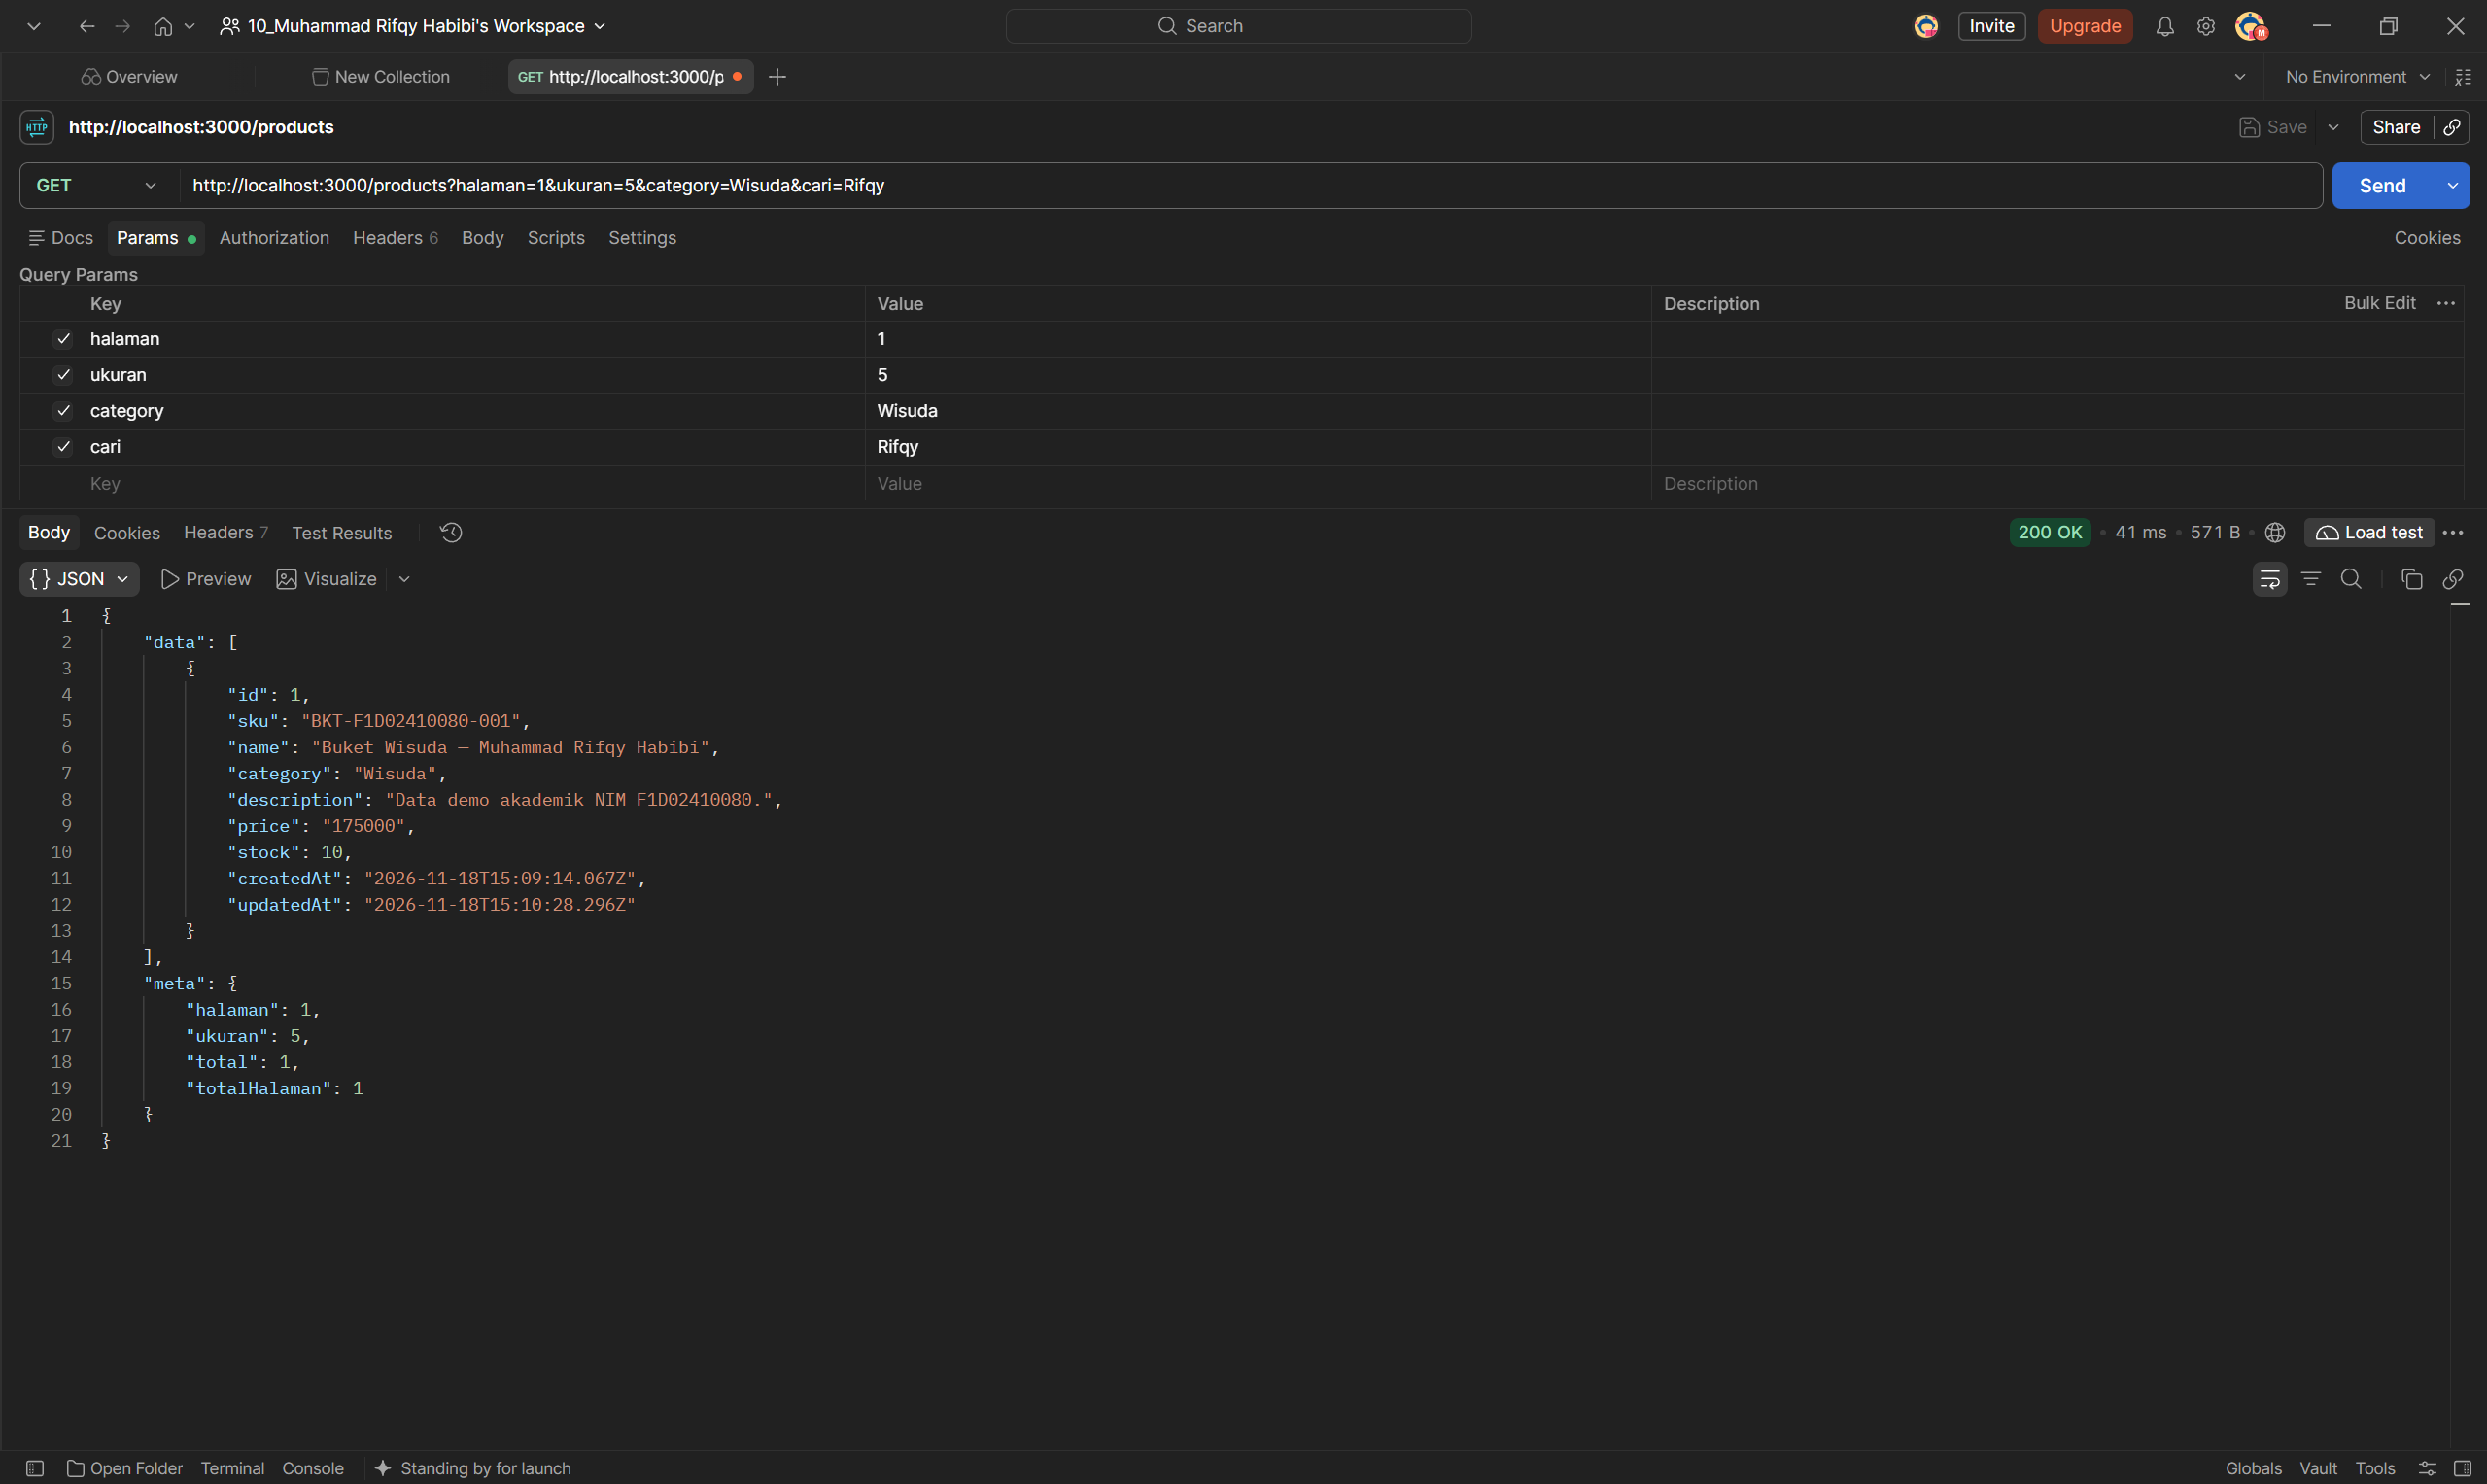 10_Muhammad Rifqy Habibi's Workspace
Search
Invite
Upgrade
Overview
New Collection
GET http://localhost:3000/p
No Environment
HTTP
http://localhost:3000/products
Save
Share
GET
http://localhost:3000/products?halaman=1&ukuran=5&category=Wisuda&cari=Rifqy
Send
Docs Params Authorization Headers 6 Body Scripts Settings
Cookies
Query Params
Key Value Description Bulk Edit
halaman 1
ukuran 5
category Wisuda
cari Rifqy
Key Value Description
Body Cookies Headers 7 Test Results
200 OK • 41 ms • 571 B
Load test
{} JSON Preview Visualize
1 {
2 "data": [
3 {
4 "id": 1,
5 "sku": "BKT-F1D02410080-001",
6 "name": "Buket Wisuda — Muhammad Rifqy Habibi",
7 "category": "Wisuda",
8 "description": "Data demo akademik NIM F1D02410080.",
9 "price": "175000",
10 "stock": 10,
11 "createdAt": "2026-11-18T15:09:14.067Z",
12 "updatedAt": "2026-11-18T15:10:28.296Z"
13 }
14 ],
15 "meta": {
16 "halaman": 1,
17 "ukuran": 5,
18 "total": 1,
19 "totalHalaman": 1
20 }
21 }
Open Folder Terminal Console Standing by for launch
Globals Vault Tools